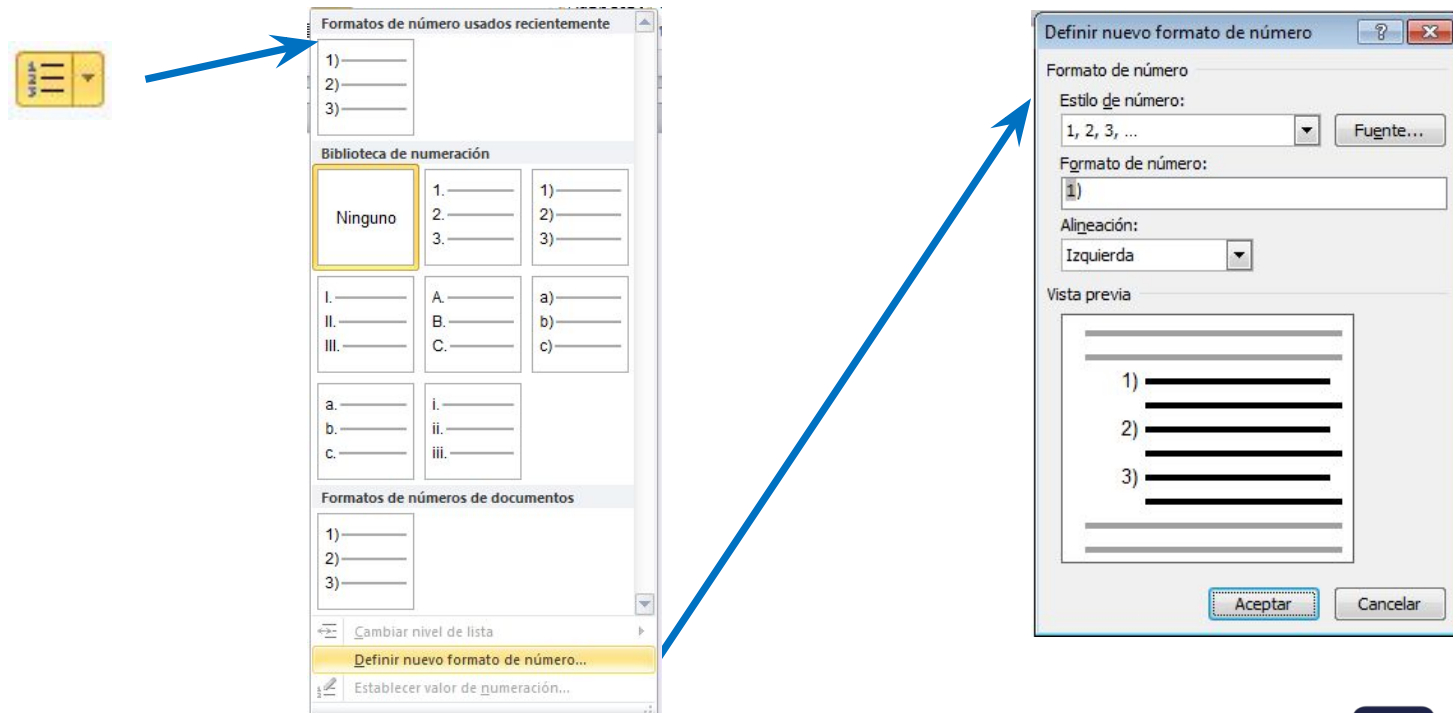 Formatos de número usados recientemente
1)
2)
3)
Biblioteca de numeración
Ninguno
1.
2.
3.
1)
2)
3)
I.
II.
III.
A.
B.
C.
a)
b)
c)
a.
b.
c.
i.
ii.
iii.
Formatos de números de documentos
1)
2)
3)
Cambiar nivel de lista
Definir nuevo formato de número...
Establecer valor de numeración...
Definir nuevo formato de número
Formato de número
Estilo de número:
1, 2, 3, ...
Fuente...
Formato de número:
1)
Alineación:
Izquierda
Vista previa
1)
2)
3)
Aceptar
Cancelar